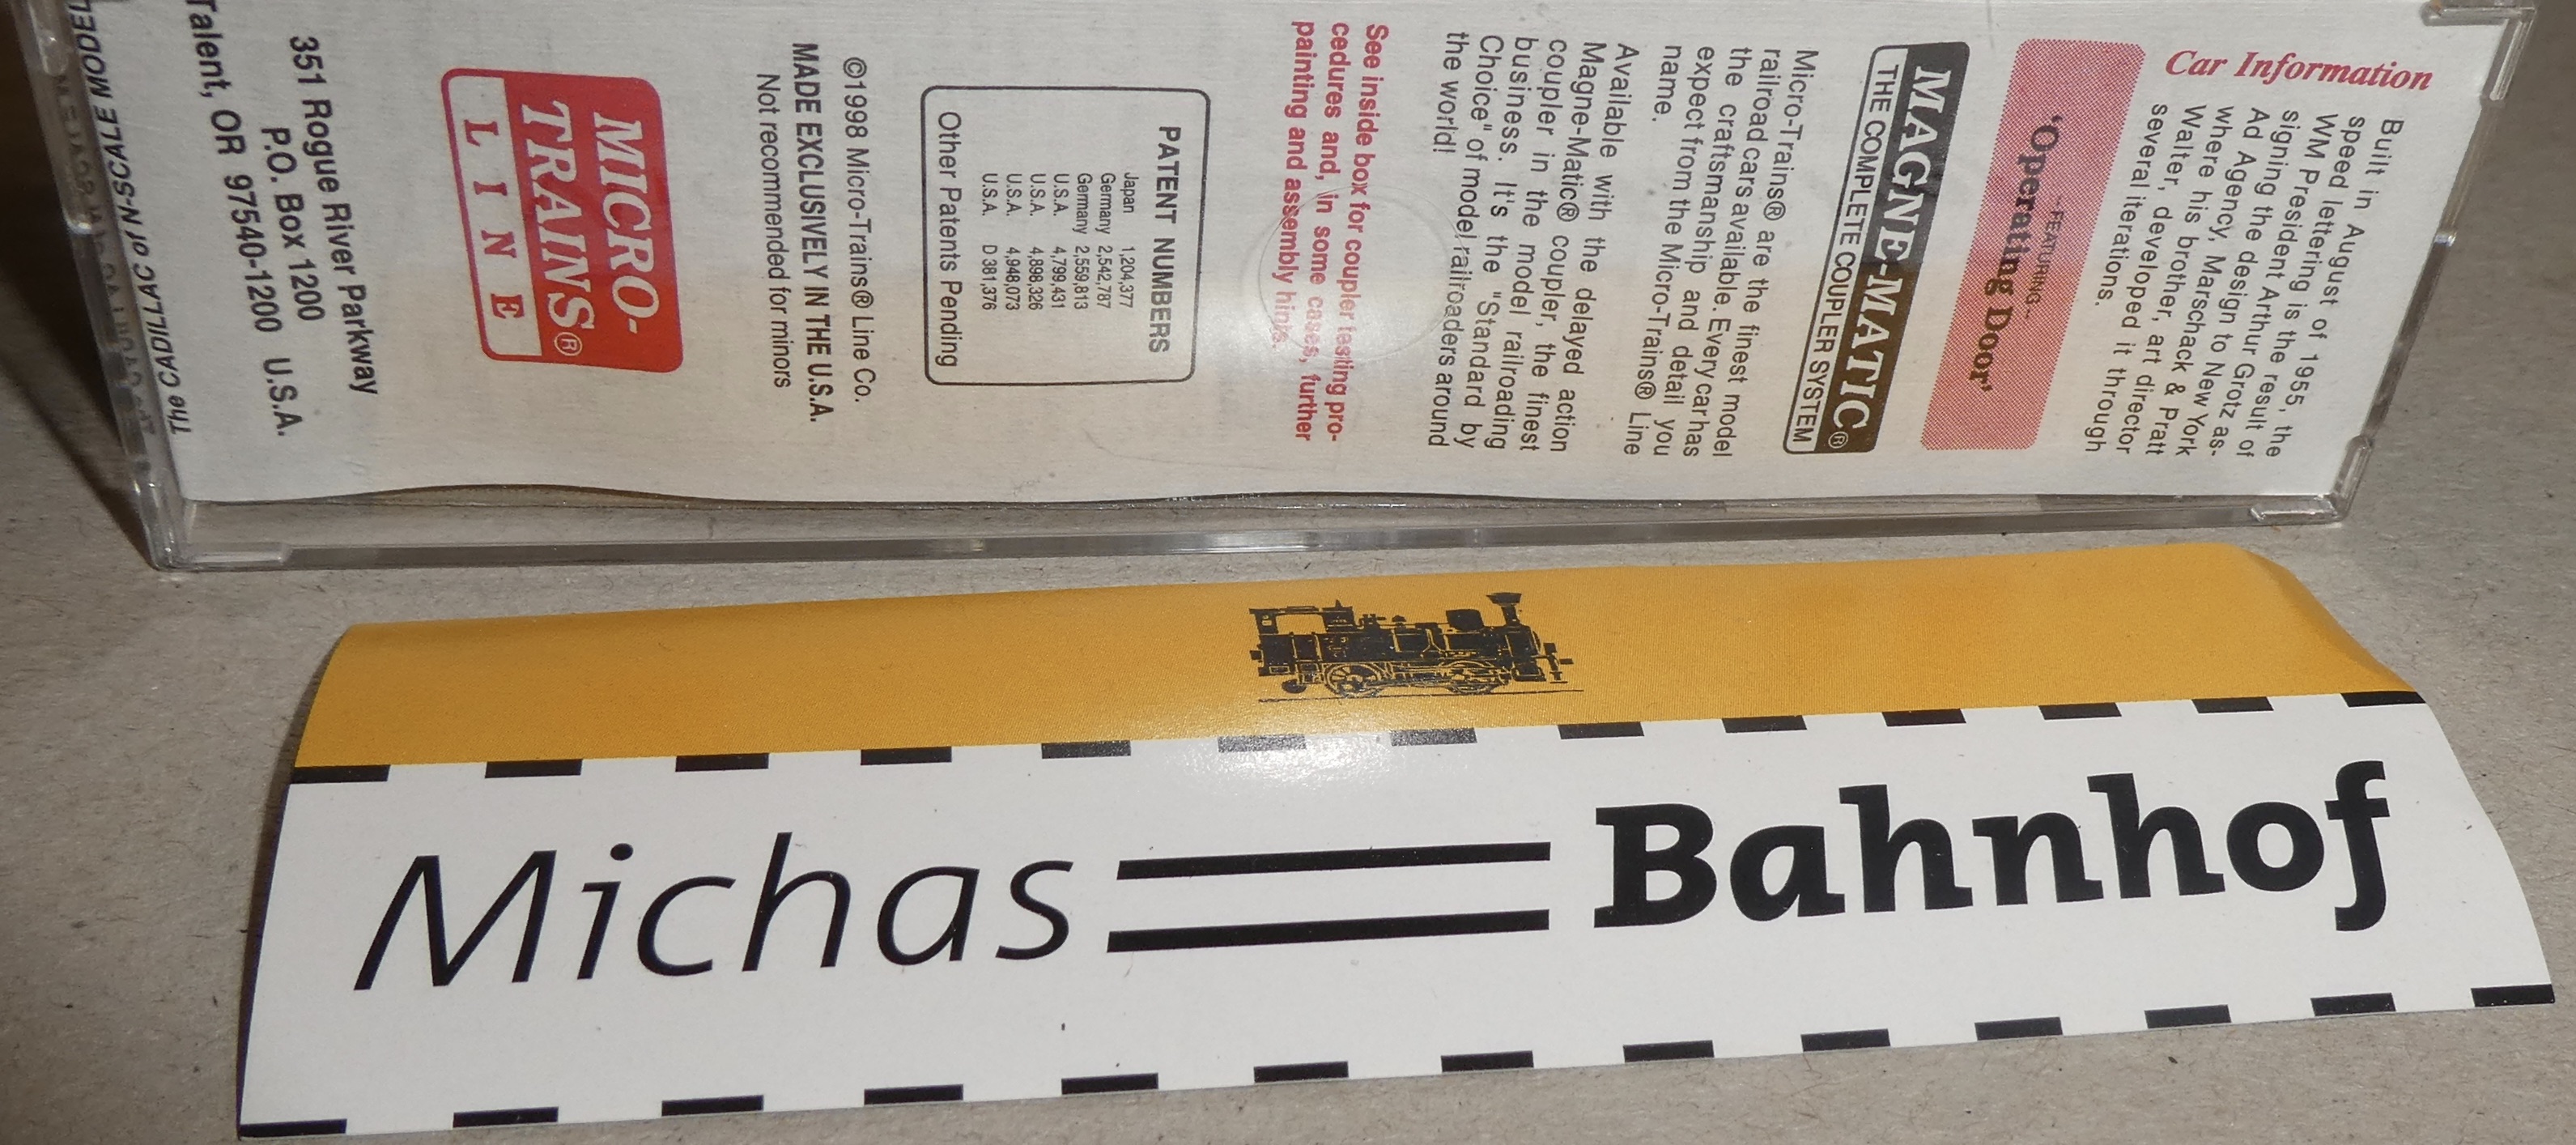 Car Information
Built in August of 1955, the
speed lettering is the result of
WM President Arthur Grotz as-
signing the design to New York
Ad Agency, Marschack & Pratt
where his brother, art director
Walter, developed it through
several iterations.
~FEATURING~
'Operating Door'
MAGNE-MATIC®
THE COMPLETE COUPLER SYSTEM
Micro-Trains® are the finest model
railroad cars available. Every car has
the craftsmanship and detail you
expect from the Micro-Trains® Line
name.
Available with the delayed action
Magne-Matic® coupler, the finest
coupler in the model railroading
business. It's the "Standard by
Choice" of model railroaders around
the world!
See inside box for coupler testing pro-
cedures and, in some cases, further
painting and assembly hints.
PATENT NUMBERS
Japan 1,204,377
Germany 2,542,787
Germany 2,559,813
U.S.A. 4,799,431
U.S.A. 4,898,326
U.S.A. 4,948,073
U.S.A. D 381,376
Other Patents Pending
©1998 Micro-Trains® Line Co.
MADE EXCLUSIVELY IN THE U.S.A.
Not recommended for minors
MICRO-
TRAINS®
LINE
351 Rogue River Parkway
P.O. Box 1200
Talent, OR 97540-1200 U.S.A.
The CADILLAC of N-SCALE MODEL
Michas Bahnhof